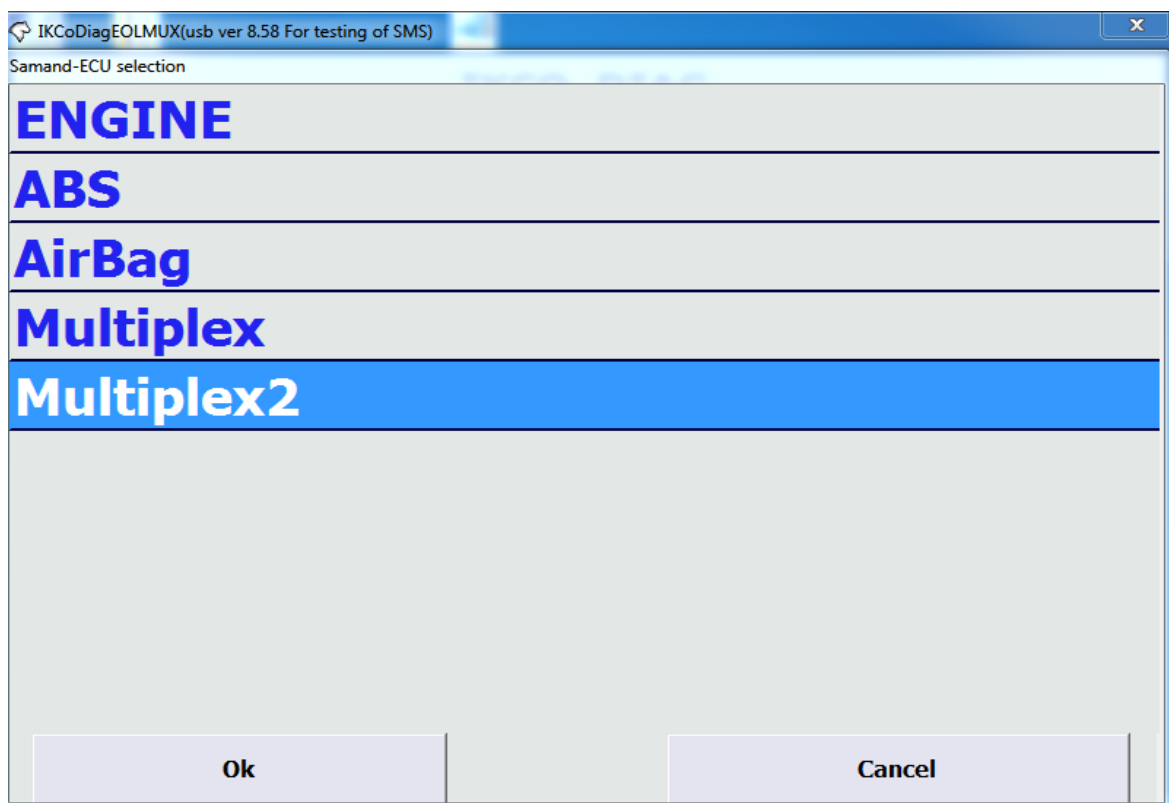 IKCoDiagEOLMUX(usb ver 8.58 For testing of SMS)
x
Samand-ECU selection
ENGINE
ABS
AirBag
Multiplex
Multiplex2
Ok
Cancel